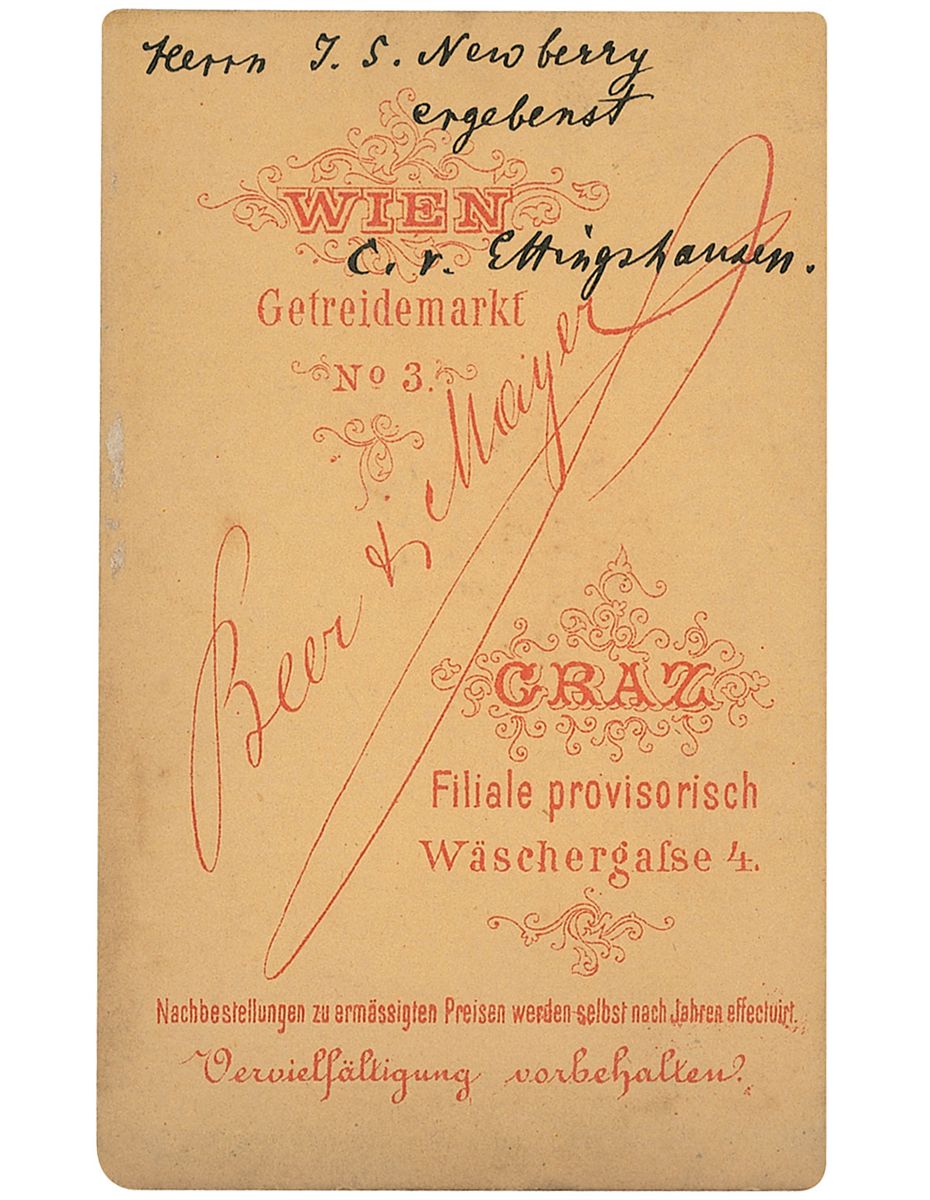 Herrn J. S. Newberry
ergebenst
WIEN
C. v. Ettingshausen.
Getreidemarkt
No 3.
Beer & Mayer
GRAZ
Filiale provisorisch
Wäschergaſse 4.
Nachbestellungen zu ermässigten Preisen werden selbst nach Jahren effectuirt.
Vervielfältigung vorbehalten.